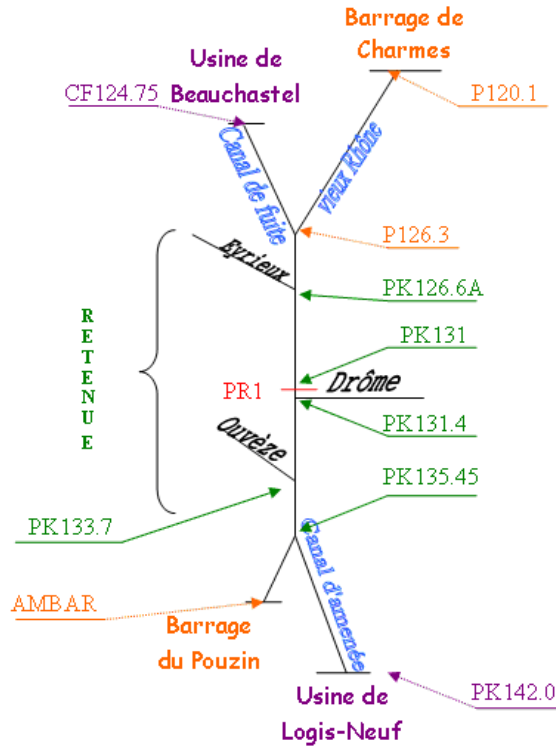 Barrage de
Charmes
Usine de
Beauchastel
CF124.75
P120.1
Canal de fuite
vieux Rhône
P126.3
Eyrieux
PK126.6A
RETENUE
PK131
PR1
Drôme
PK131.4
Ouvèze
PK135.45
PK133.7
Canal d'amenée
AMBAR
Barrage
du Pouzin
PK142.0
Usine de
Logis-Neuf